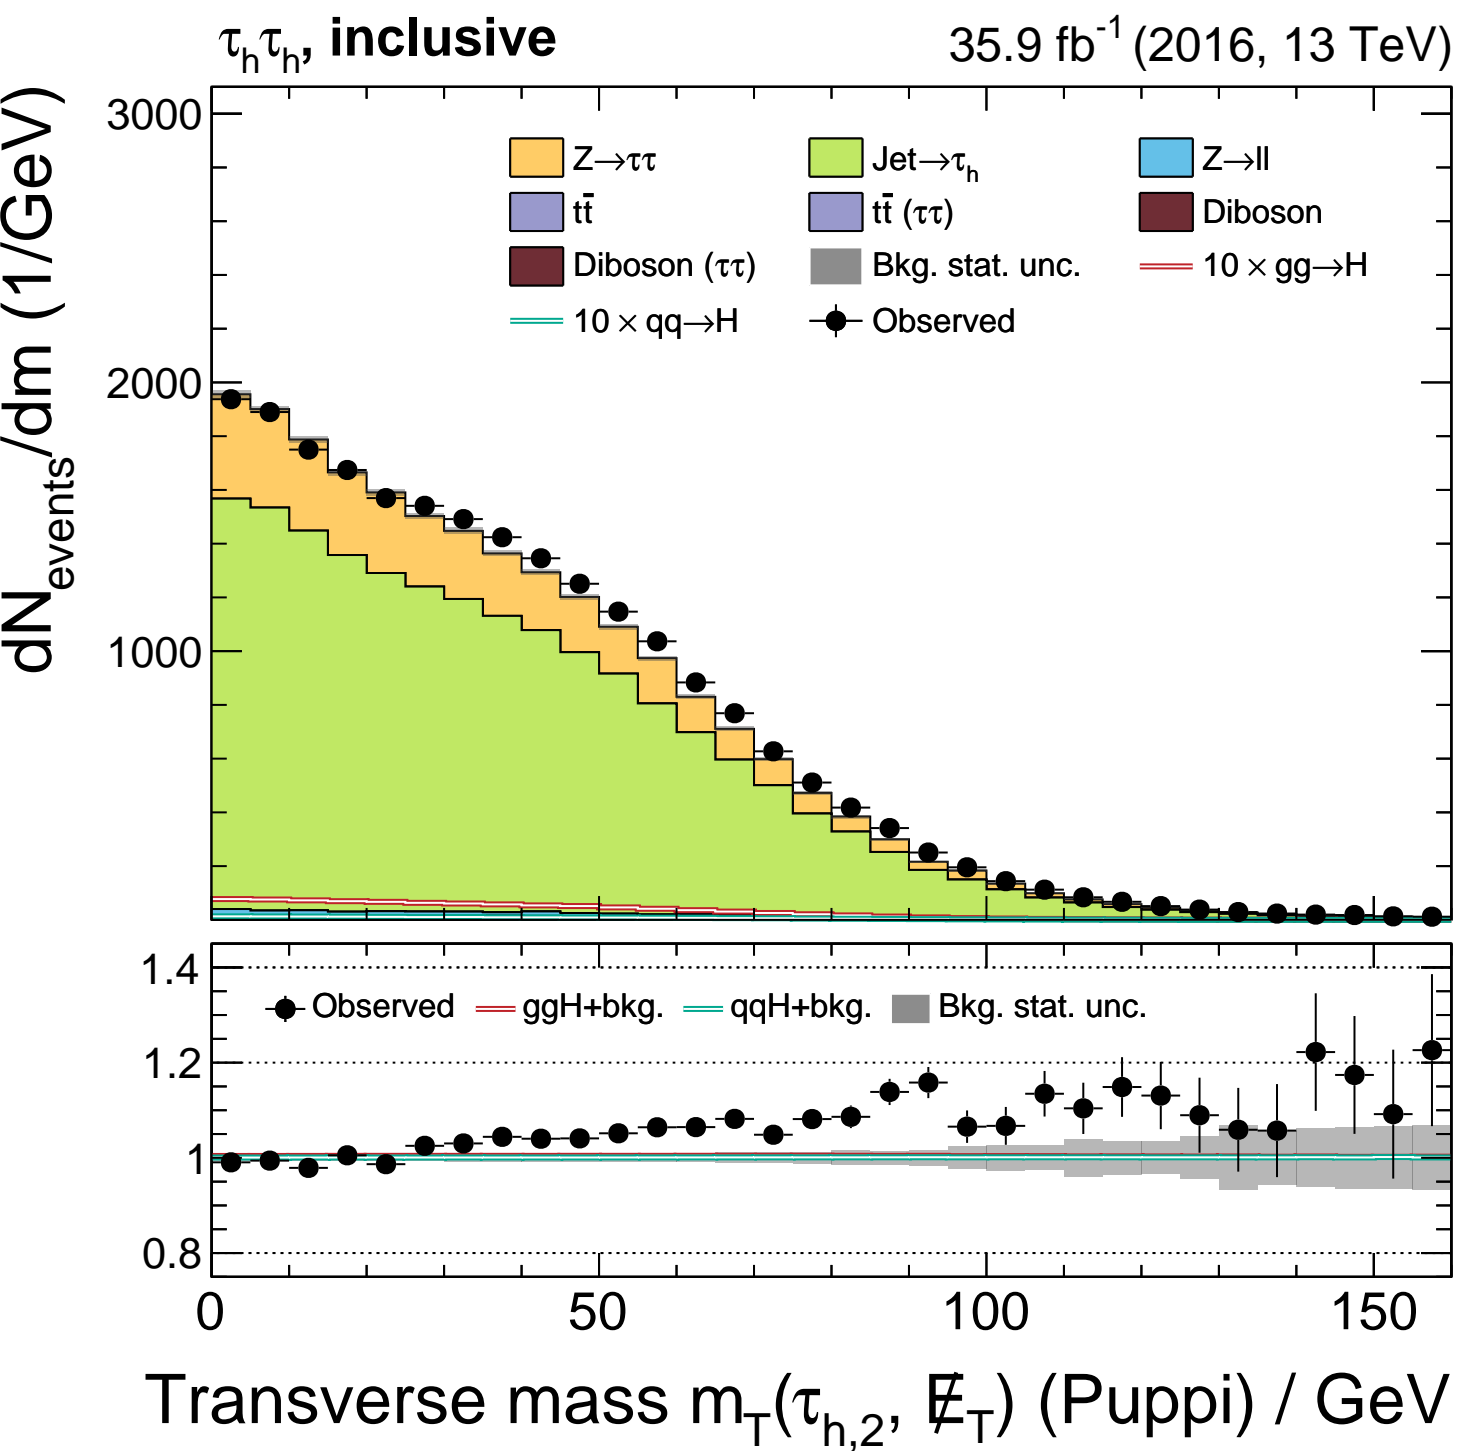 τhτh, inclusive 35.9 fb-1 (2016, 13 TeV)
dNevents/dm (1/GeV)
3000
2000
1000
Z→ττ Jet→τh Z→ll
tt̄ tt̄ (ττ) Diboson
Diboson (ττ) Bkg. stat. unc. 10 × gg→H
10 × qq→H Observed
1.4
1.2
1
0.8
Observed ggH+bkg. qqH+bkg. Bkg. stat. unc.
0 50 100 150
Transverse mass mT(τh,2, E̸T) (Puppi) / GeV